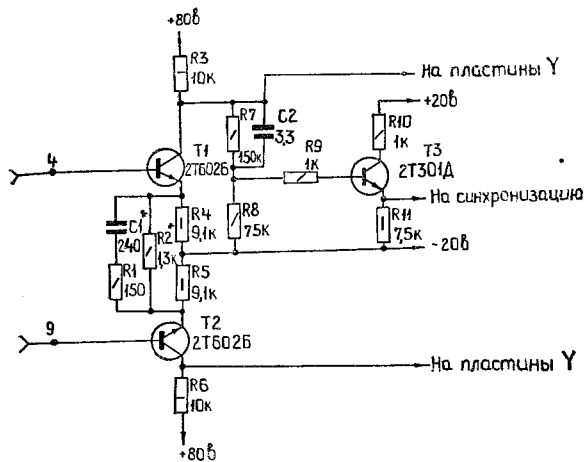 +80в
R3
10к
На пластины Y
R7
150к
C2
3,3
+20в
R10
1к
R9
1к
T3
2Т301Д
4
T1
2Т602Б
На синхронизацию
C1*
240
R2*
1,3к
R4
9,1к
R8
75к
R11
7,5к
-20в
R1
150
R5
9,1к
9
T2
2Т602Б
На пластины Y
R6
10к
+80в